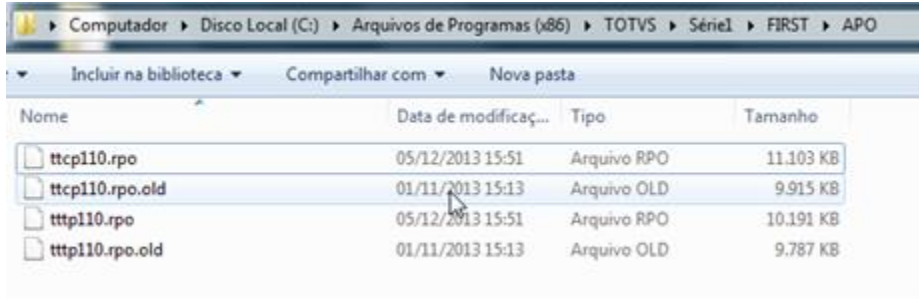 Computador ▸ Disco Local (C:) ▸ Arquivos de Programas (x86) ▸ TOTVS ▸ Série1 ▸ FIRST ▸ APO
Incluir na biblioteca Compartilhar com Nova pasta
Nome Data de modificaç... Tipo Tamanho
ttcp110.rpo 05/12/2013 15:51 Arquivo RPO 11.103 KB
ttcp110.rpo.old 01/11/2013 15:13 Arquivo OLD 9.915 KB
tttp110.rpo 05/12/2013 15:51 Arquivo RPO 10.191 KB
tttp110.rpo.old 01/11/2013 15:13 Arquivo OLD 9.787 KB